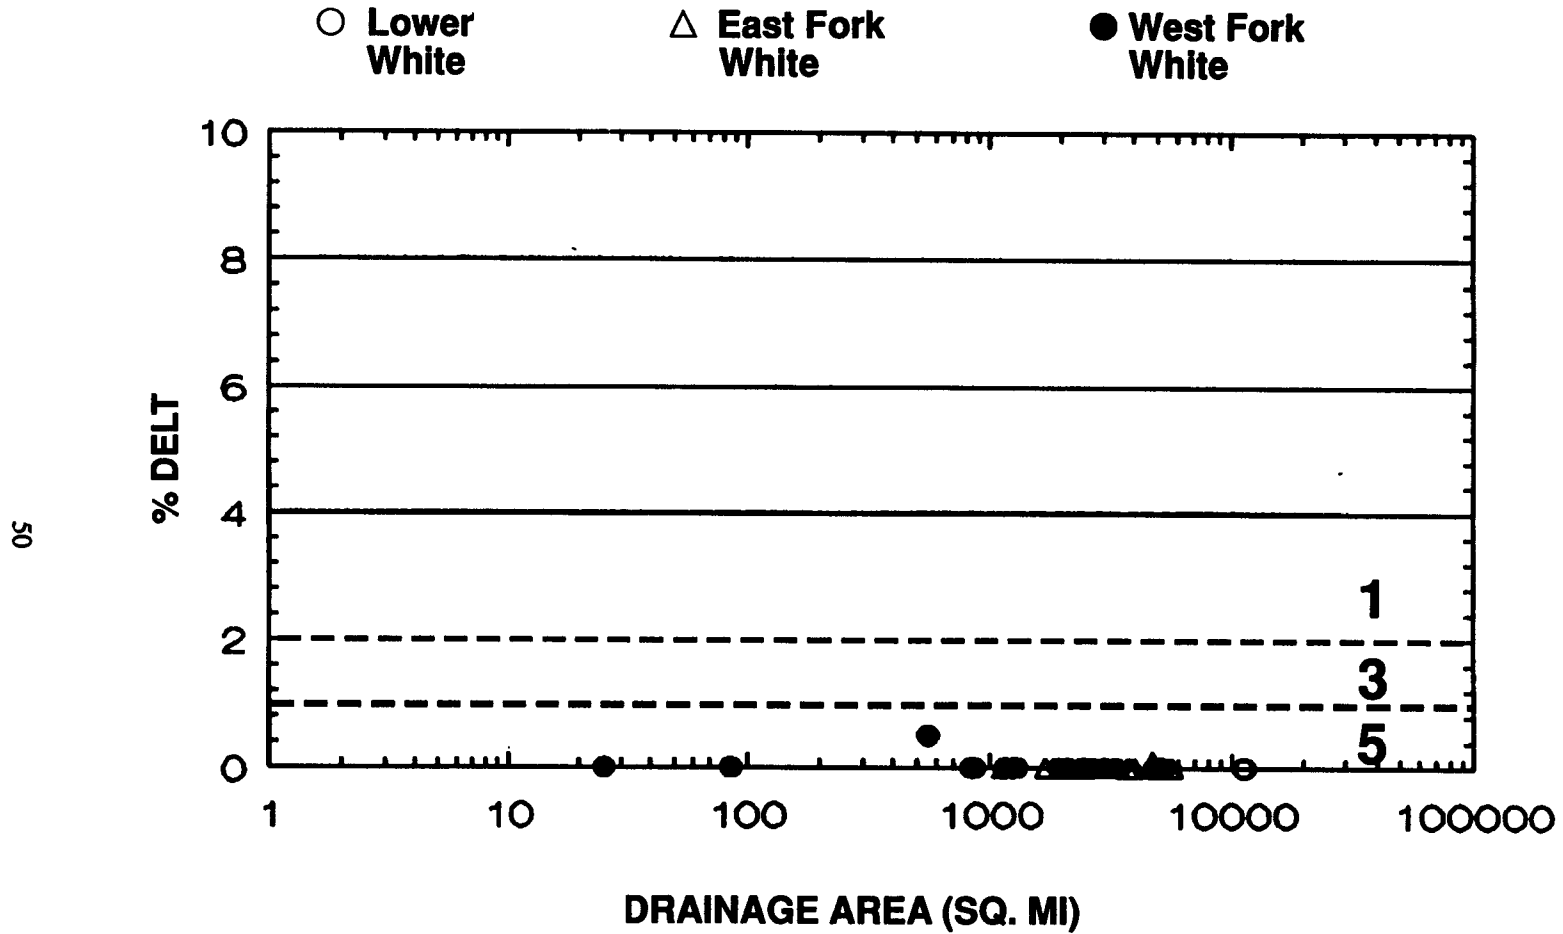 Lower White
East Fork White
West Fork White
10
8
6
4
2
0
% DELT
1
3
5
1 10 100 1000 10000 100000
DRAINAGE AREA (SQ. MI)
50